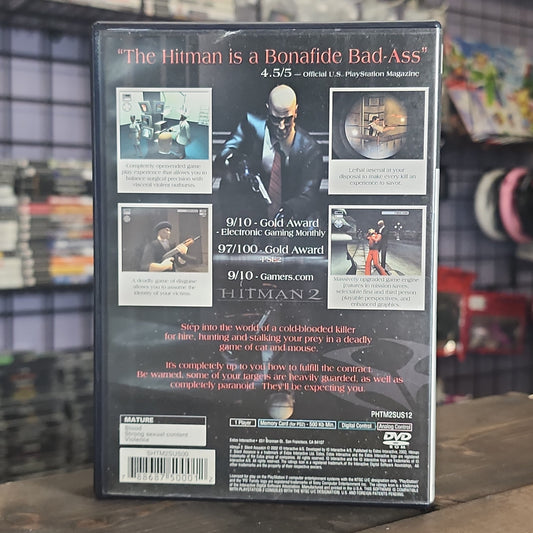 “The Hitman is a Bonafide Bad-Ass”
4.5/5 – Official U.S. PlayStation Magazine
Completely open-ended game
play experience that allows you to
balance surgical precision with
visceral violent outbursts.
Lethal arsenal at your
disposal to make every kill an
experience to savor.
9/10 - Gold Award
- Electronic Gaming Monthly
97/100 - Gold Award
-PSE2
9/10 - Gamers.com
HITMAN 2
A deadly game of disguise
allows you to assume the
identity of your victims.
Massively upgraded game engine
features in mission saves,
selectable first and third person
playable perspectives, and
enhanced graphics.
Step into the world of a cold-blooded killer
for hire, hunting and stalking your prey in a deadly
game of cat and mouse.
It's completely up to you how to fulfill the contract.
Be warned, some of your targets are heavily guarded, as well as
completely paranoid. They'll be expecting you.
PHTM2SUS12
MATURE
Blood
Strong sexual content
Violence
1 Player
Memory Card (for PS2) - 500 Kb Min.
Digital Control
Analog Control
SHTM2SUS00
DVD
ROM